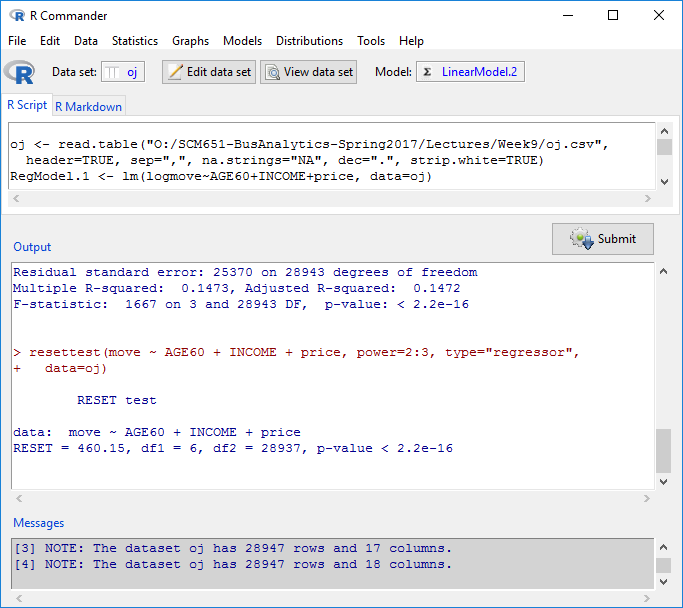 R Commander
File Edit Data Statistics Graphs Models Distributions Tools Help
R Data set: oj Edit data set View data set Model: Σ LinearModel.2
R Script R Markdown
oj <- read.table("O:/SCM651-BusAnalytics-Spring2017/Lectures/Week9/oj.csv",
  header=TRUE, sep=",", na.strings="NA", dec=".", strip.white=TRUE)
RegModel.1 <- lm(logmove~AGE60+INCOME+price, data=oj)
Output
Submit
Residual standard error: 25370 on 28943 degrees of freedom
Multiple R-squared:  0.1473, Adjusted R-squared:  0.1472
F-statistic:  1667 on 3 and 28943 DF,  p-value: < 2.2e-16
> resettest(move ~ AGE60 + INCOME + price, power=2:3, type="regressor",
+   data=oj)
        RESET test
data:  move ~ AGE60 + INCOME + price
RESET = 460.15, df1 = 6, df2 = 28937, p-value < 2.2e-16
Messages
[3] NOTE: The dataset oj has 28947 rows and 17 columns.
[4] NOTE: The dataset oj has 28947 rows and 18 columns.